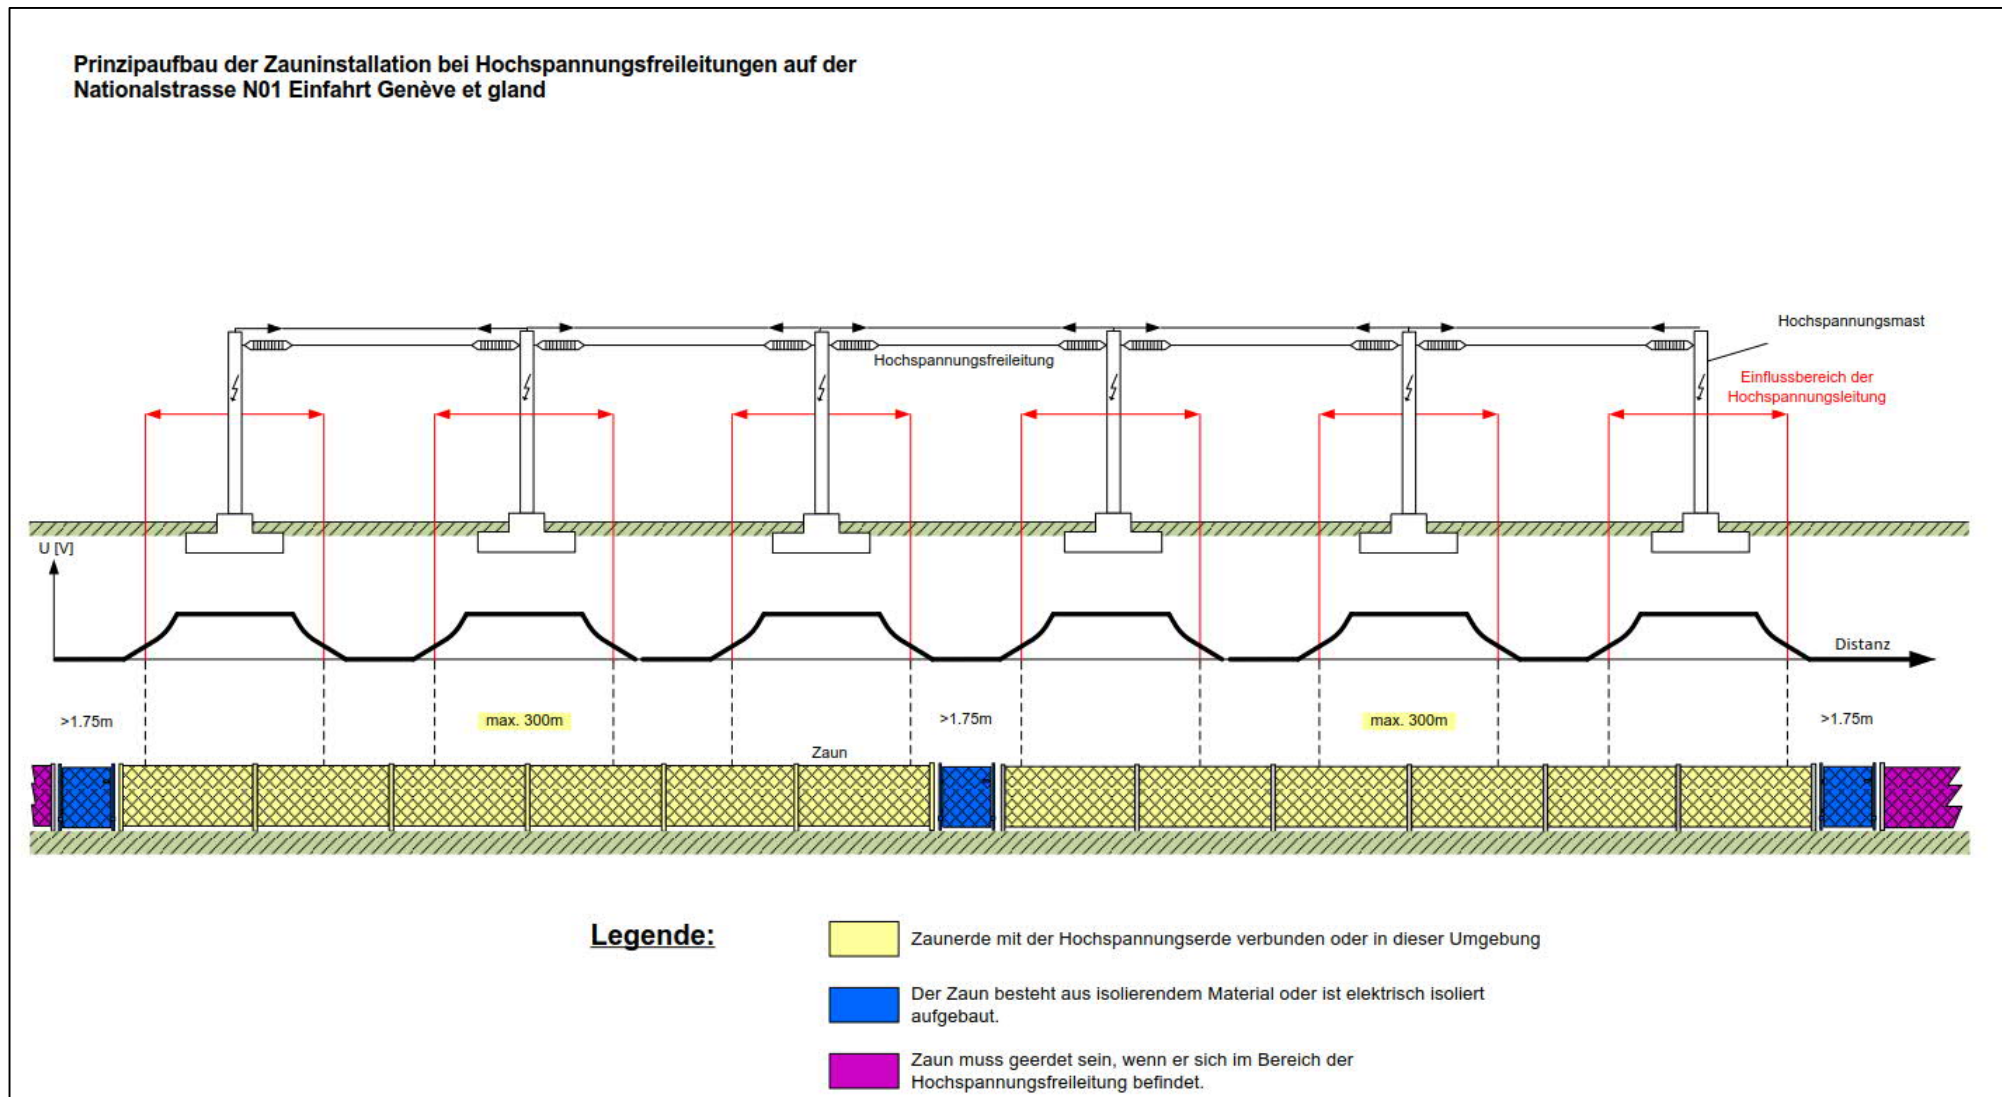 Prinzipaufbau der Zauninstallation bei Hochspannungsfreileitungen auf der
Nationalstrasse N01 Einfahrt Genève et gland
Hochspannungsmast
Hochspannungsfreileitung
Einflussbereich der
Hochspannungsleitung
U [V]
Distanz
>1.75m
max. 300m
>1.75m
max. 300m
>1.75m
Zaun
Legende:
Zaunerde mit der Hochspannungserde verbunden oder in dieser Umgebung
Der Zaun besteht aus isolierendem Material oder ist elektrisch isoliert
aufgebaut.
Zaun muss geerdet sein, wenn er sich im Bereich der
Hochspannungsfreileitung befindet.